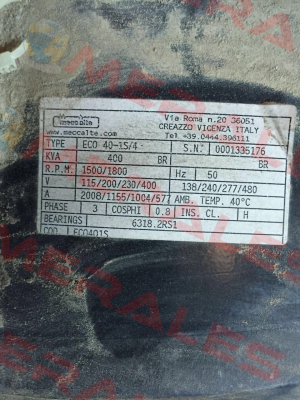 meccalte
Via Roma n.20 36051
CREAZZO VICENZA ITALY
www.meccalte.com Tel +39.0444.396111
TYPE ECO 40-1S/4 S.N. 0001335176
KVA 400 BR BR
R.P.M. 1500/1800 Hz 50
V 115/200/230/400 138/240/277/480
A 2008/1155/1004/577 AMB. TEMP. 40°C
PHASE 3 COSPHI 0.8 INS. CL. H
BEARINGS 6318.2RS1
COD. ECO401S
MERALES